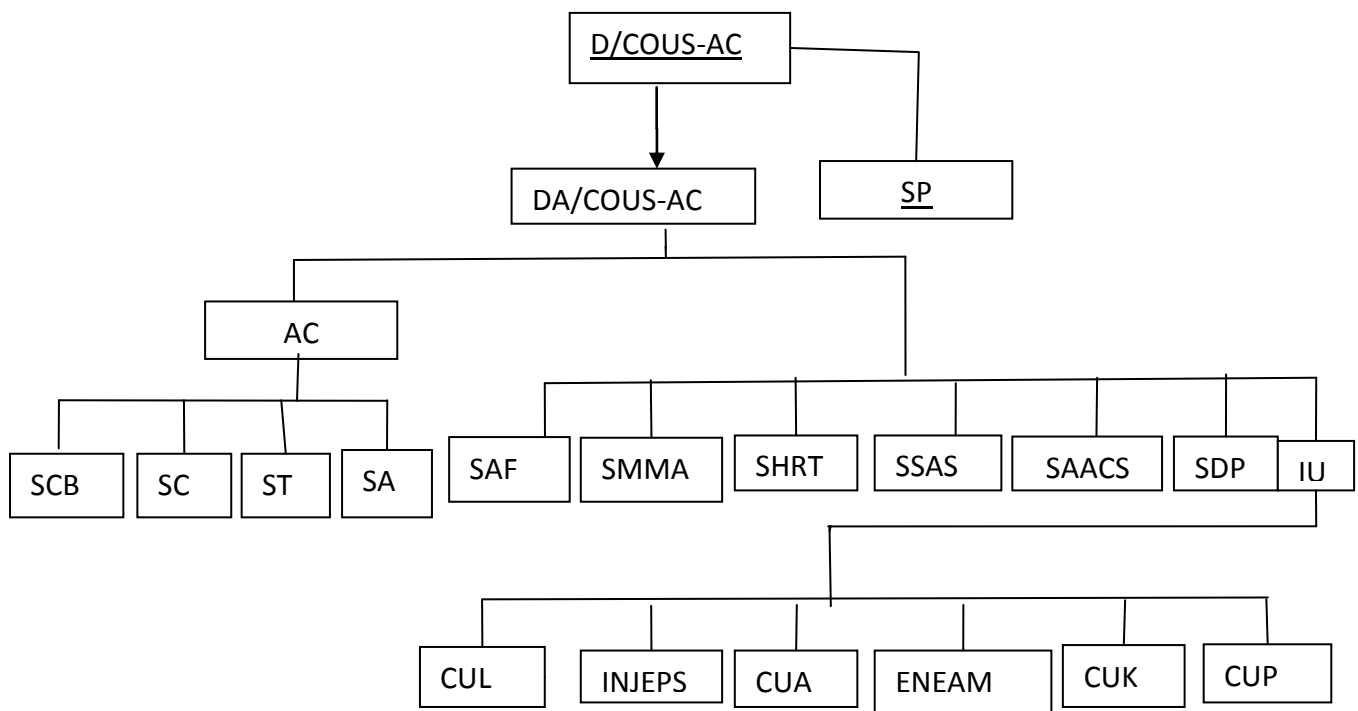 D/COUS-AC
DA/COUS-AC
SP
AC
SCB
SC
ST
SA
SAF
SMMA
SHRT
SSAS
SAACS
SDP
IU
CUL
INJEPS
CUA
ENEAM
CUK
CUP